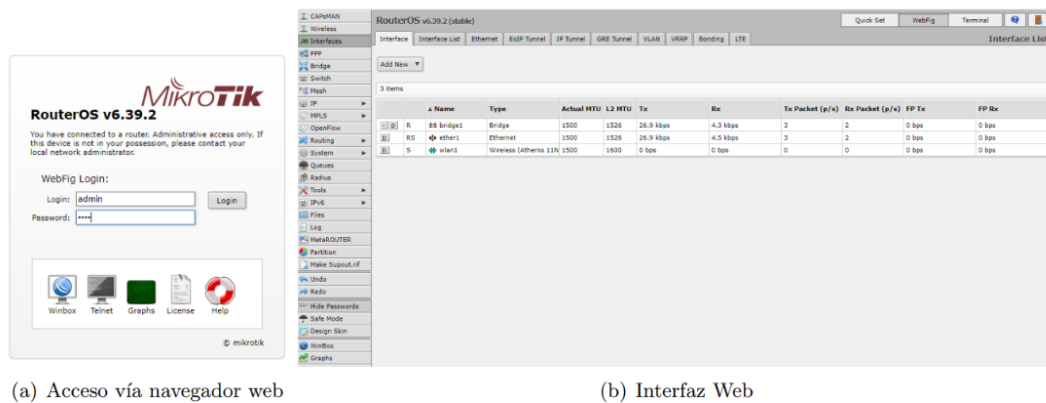 MikroTik
RouterOS v6.39.2
You have connected to a router. Administrative access only. If
this device is not in your possession, please contact your
local network administrator.
WebFig Login:
Login: admin
Login
Password: ••••
Winbox Telnet Graphs License Help
© mikrotik
(a) Acceso vía navegador web
CAPsMAN
Wireless
Interfaces
PPP
Bridge
Switch
Mesh
IP
MPLS
OpenFlow
Routing
System
Queues
Radius
Tools
IPv6
Files
Log
MetaROUTER
Partition
Make Supout.rif
Undo
Redo
Hide Passwords
Safe Mode
Design Skin
WinBox
Graphs
RouterOS v6.39.2 (stable)
Quick Set WebFig Terminal
Interface Interface List Ethernet EoIP Tunnel IP Tunnel GRE Tunnel VLAN VRRP Bonding LTE Interface List
Add New ▼
3 items
▲ Name Type Actual MTU L2 MTU Tx Rx Tx Packet (p/s) Rx Packet (p/s) FP Tx FP Rx
- D R bridge1 Bridge 1500 1526 26.9 kbps 4.3 kbps 3 2 0 bps 0 bps
D RS ether1 Ethernet 1500 1526 26.9 kbps 4.5 kbps 3 2 0 bps 0 bps
D S wlan1 Wireless (Atheros 11N 1500 1600 0 bps 0 bps 0 0 0 bps 0 bps
(b) Interfaz Web